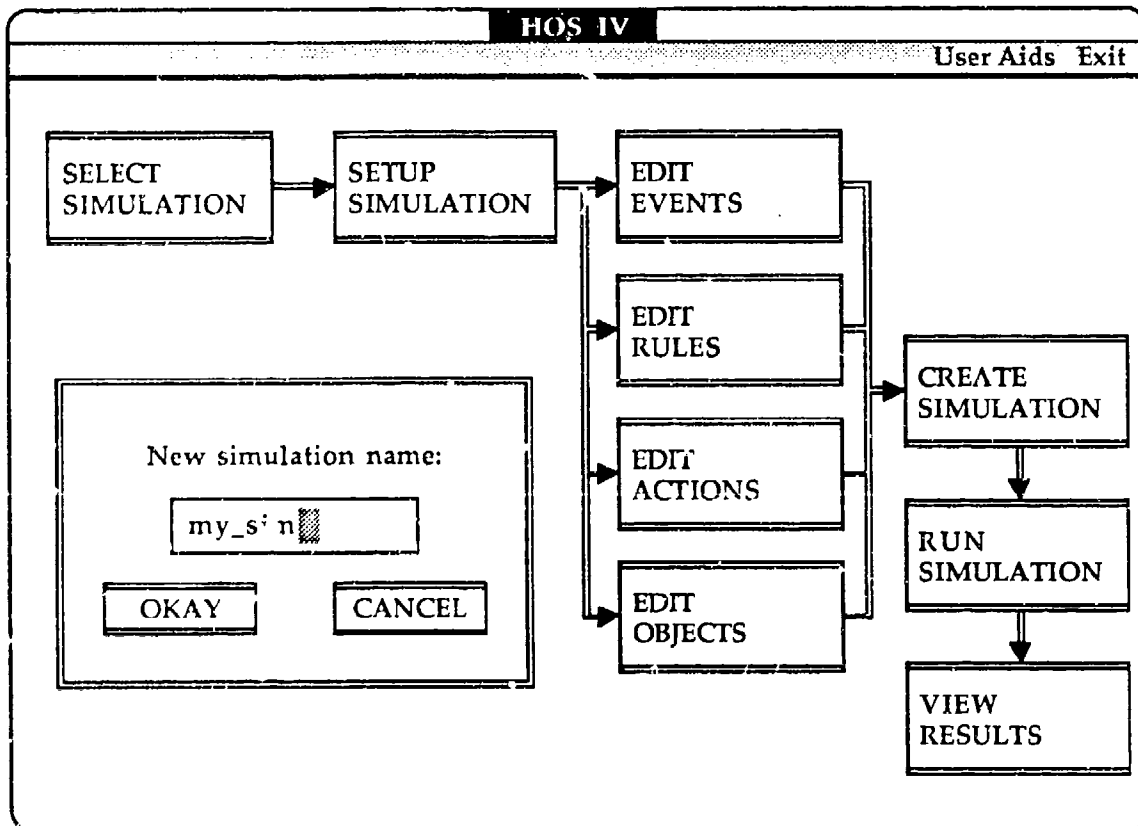 HOS IV
User Aids Exit
SELECT
SIMULATION
SETUP
SIMULATION
EDIT
EVENTS
EDIT
RULES
EDIT
ACTIONS
EDIT
OBJECTS
CREATE
SIMULATION
RUN
SIMULATION
VIEW
RESULTS
New simulation name:
OKAY
CANCEL